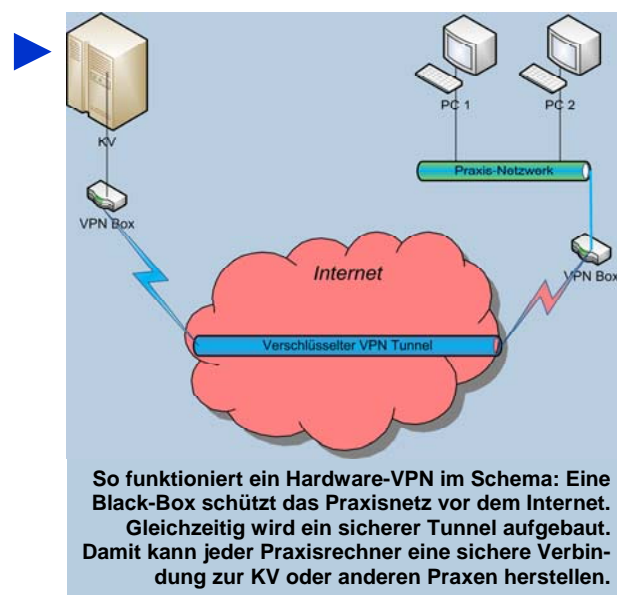 KV
VPN Box
PC 1
PC 2
Praxis-Netzwerk
VPN Box
Internet
Verschlüsselter VPN Tunnel
So funktioniert ein Hardware-VPN im Schema: Eine
Black-Box schützt das Praxisnetz vor dem Internet.
Gleichzeitig wird ein sicherer Tunnel aufgebaut.
Damit kann jeder Praxisrechner eine sichere Verbin-
dung zur KV oder anderen Praxen herstellen.